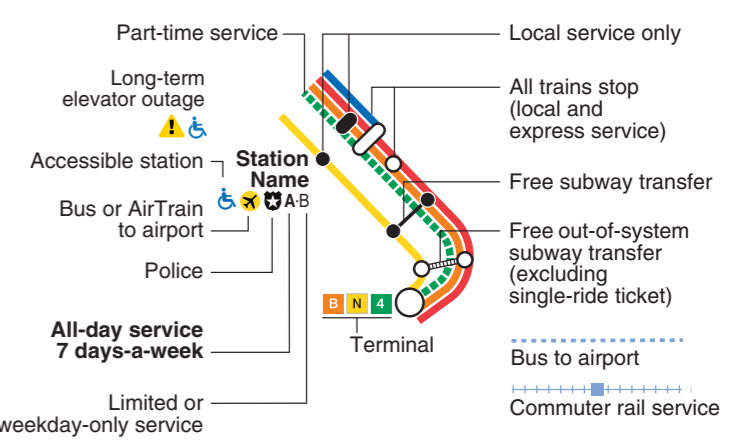 Part-time service
Local service only
Long-term
elevator outage
All trains stop
(local and
express service)
Accessible station
Station
Name
A·B
Free subway transfer
Bus or AirTrain
to airport
Free out-of-system
subway transfer
(excluding
single-ride ticket)
Police
B N 4
Terminal
All-day service
7 days-a-week
Bus to airport
Limited or
weekday-only service
Commuter rail service